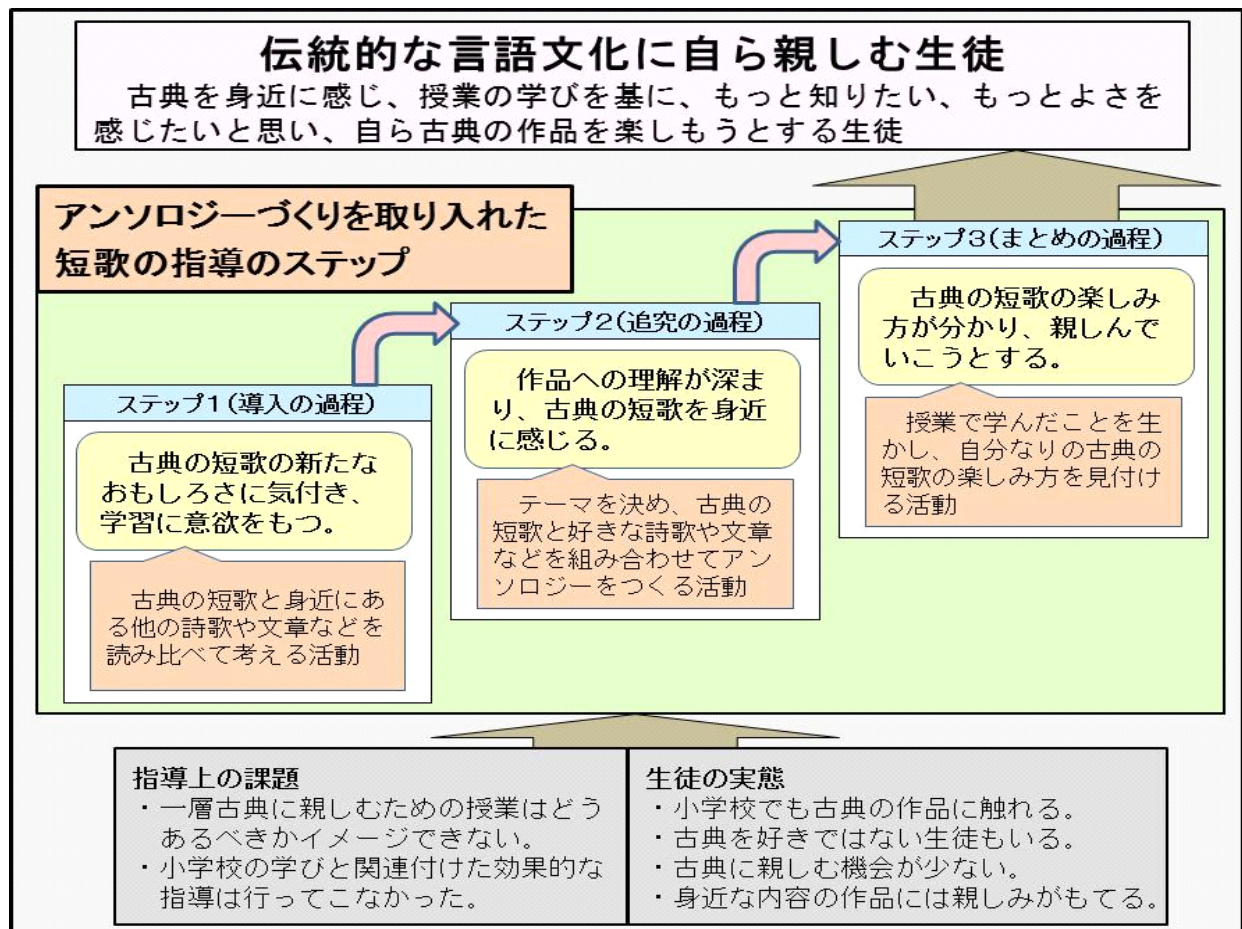 伝統的な言語文化に自ら親しむ生徒
古典を身近に感じ、授業の学びを基に、もっと知りたい、もっとよさを
感じたいと思い、自ら古典の作品を楽しもうとする生徒
アンソロジーづくりを取り入れた
短歌の指導のステップ
ステップ1(導入の過程)
古典の短歌の新たな
おもしろさに気付き、
学習に意欲をもつ。
古典の短歌と身近にあ
る他の詩歌や文章などを
読み比べて考える活動
ステップ2(追究の過程)
作品への理解が深ま
り、古典の短歌を身近
に感じる。
テーマを決め、古典の
短歌と好きな詩歌や文章
などを組み合わせてアン
ソロジーをつくる活動
ステップ3(まとめの過程)
古典の短歌の楽しみ
方が分かり、親しんで
いこうとする。
授業で学んだことを生
かし、自分なりの古典の
短歌の楽しみ方を見付け
る活動
指導上の課題
・一層古典に親しむための授業はどう
あるべきかイメージできない。
・小学校の学びと関連付けた効果的な
指導は行ってこなかった。
生徒の実態
・小学校でも古典の作品に触れる。
・古典を好きではない生徒もいる。
・古典に親しむ機会が少ない。
・身近な内容の作品には親しみがもてる。